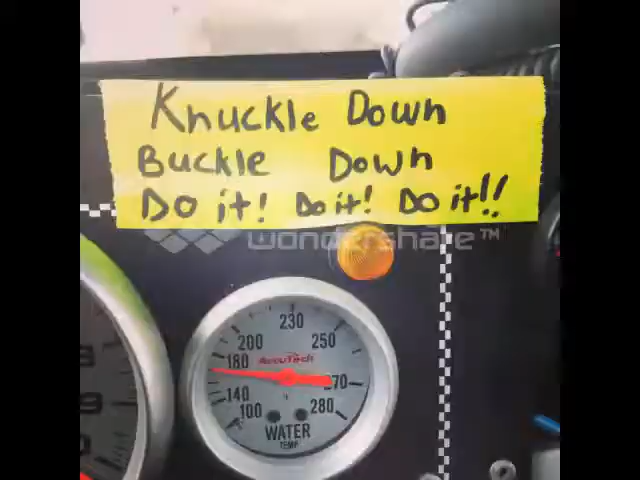 Knuckle Down
Buckle Down
Do it! Do it! Do it!!
wondershare™
230
200
250
180
AccuTech
270
140
280
100
WATER
TEMP